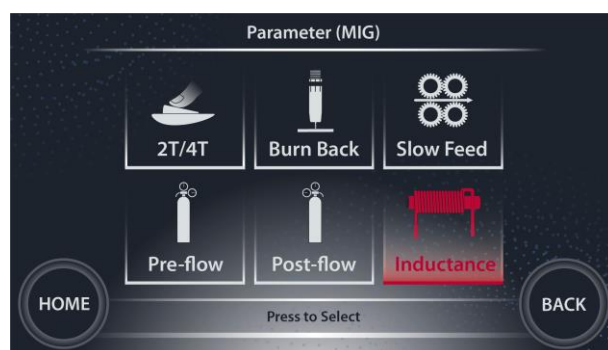 Parameter (MIG)
2T/4T
Burn Back
Slow Feed
Pre-flow
Post-flow
Inductance
HOME
Press to Select
BACK